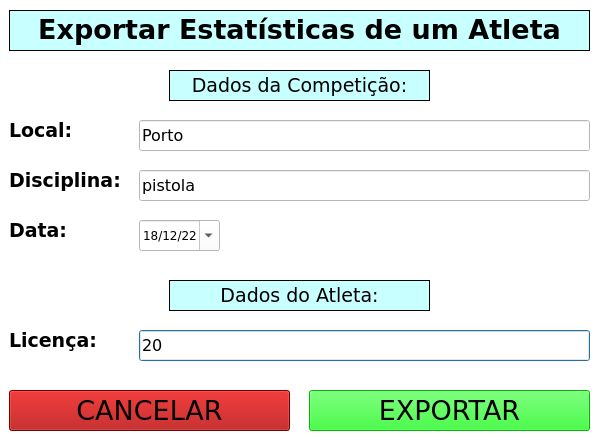 Exportar Estatísticas de um Atleta
Dados da Competição:
Local: Porto
Disciplina: pistola
Data: 18/12/22
Dados do Atleta:
Licença: 20
CANCELAR EXPORTAR